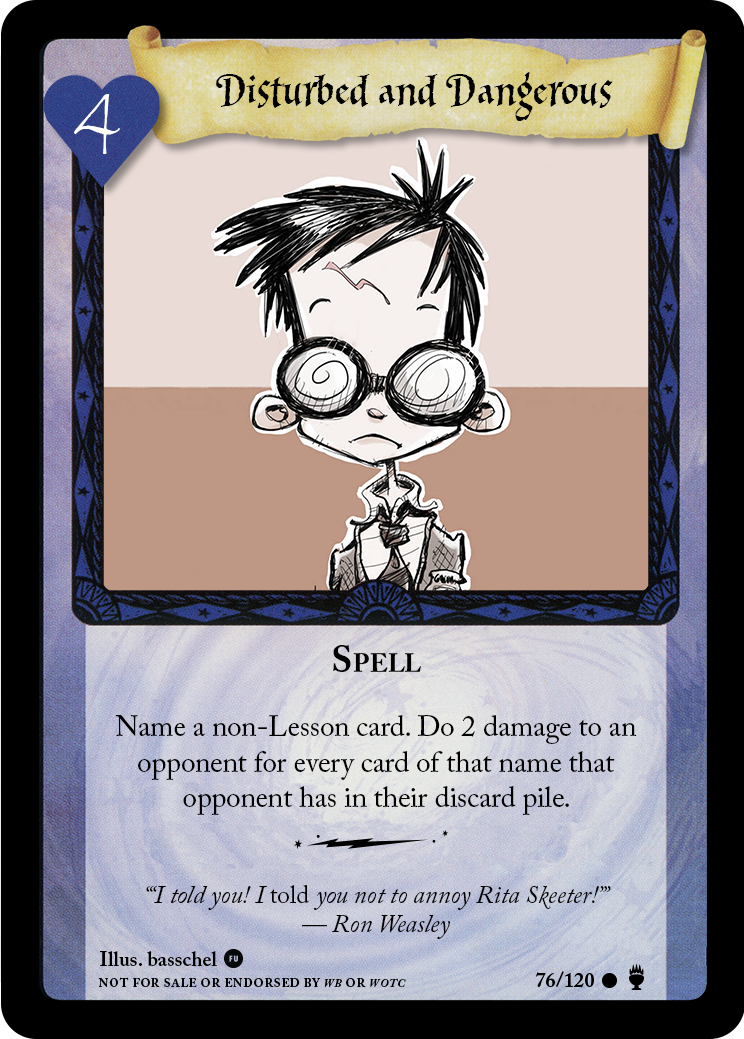 4
Disturbed and Dangerous
SPELL
Name a non-Lesson card. Do 2 damage to an
opponent for every card of that name that
opponent has in their discard pile.
“‘I told you! I told you not to annoy Rita Skeeter!’”
— Ron Weasley
Illus. basschel FU
NOT FOR SALE OR ENDORSED BY WB OR WOTC
76/120